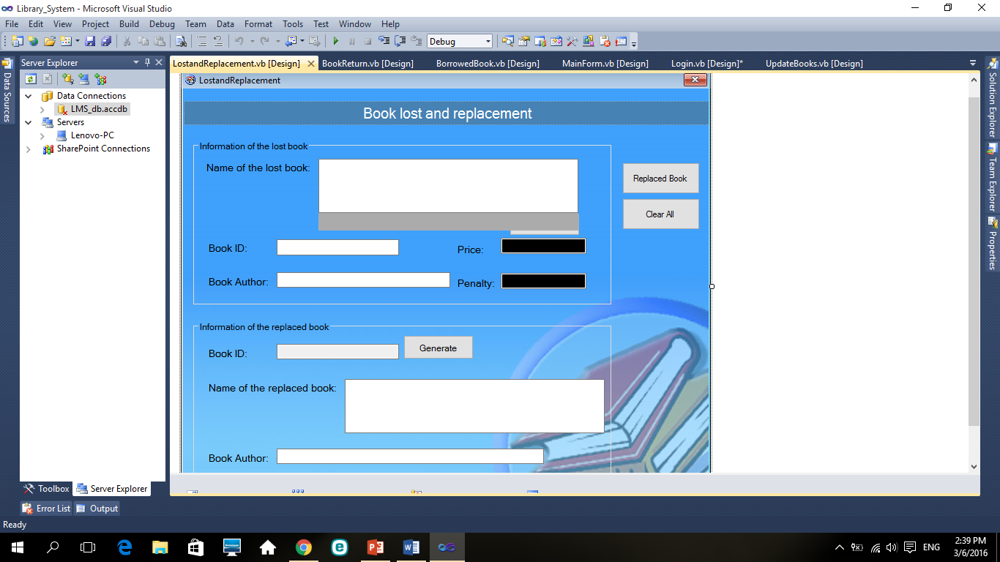 Library_System - Microsoft Visual Studio
File Edit View Project Build Debug Team Data Format Tools Test Window Help
Debug
Server Explorer
LostandReplacement.vb [Design] BookReturn.vb [Design] BorrowedBook.vb [Design] MainForm.vb [Design] Login.vb [Design]* UpdateBooks.vb [Design]
Data Sources
Data Connections
LMS_db.accdb
Servers
Lenovo-PC
SharePoint Connections
LostandReplacement
Book lost and replacement
Information of the lost book
Name of the lost book:
Replaced Book
Clear All
Book ID:
Price:
Book Author:
Penalty:
Information of the replaced book
Book ID:
Generate
Name of the replaced book:
Book Author:
Solution Explorer
Team Explorer
Properties
Toolbox Server Explorer
Error List Output
Ready
ENG
2:39 PM
3/6/2016